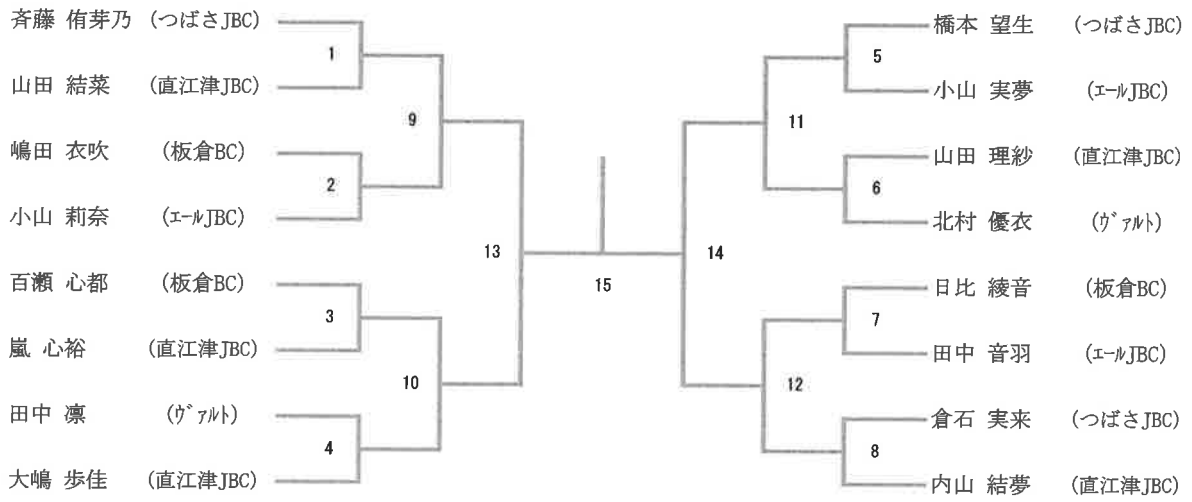 斉藤 侑芽乃 (つばさJBC)
1
山田 結菜 (直江津JBC)
9
嶋田 衣吹 (板倉BC)
2
小山 莉奈 (エールJBC)
13
百瀬 心都 (板倉BC)
3
嵐 心裕 (直江津JBC)
10
田中 凛 (ヴァルト)
4
大嶋 歩佳 (直江津JBC)
15
橋本 望生 (つばさJBC)
5
小山 実夢 (エールJBC)
11
山田 理紗 (直江津JBC)
6
北村 優衣 (ヴァルト)
14
日比 綾音 (板倉BC)
7
田中 音羽 (エールJBC)
12
倉石 実来 (つばさJBC)
8
内山 結夢 (直江津JBC)